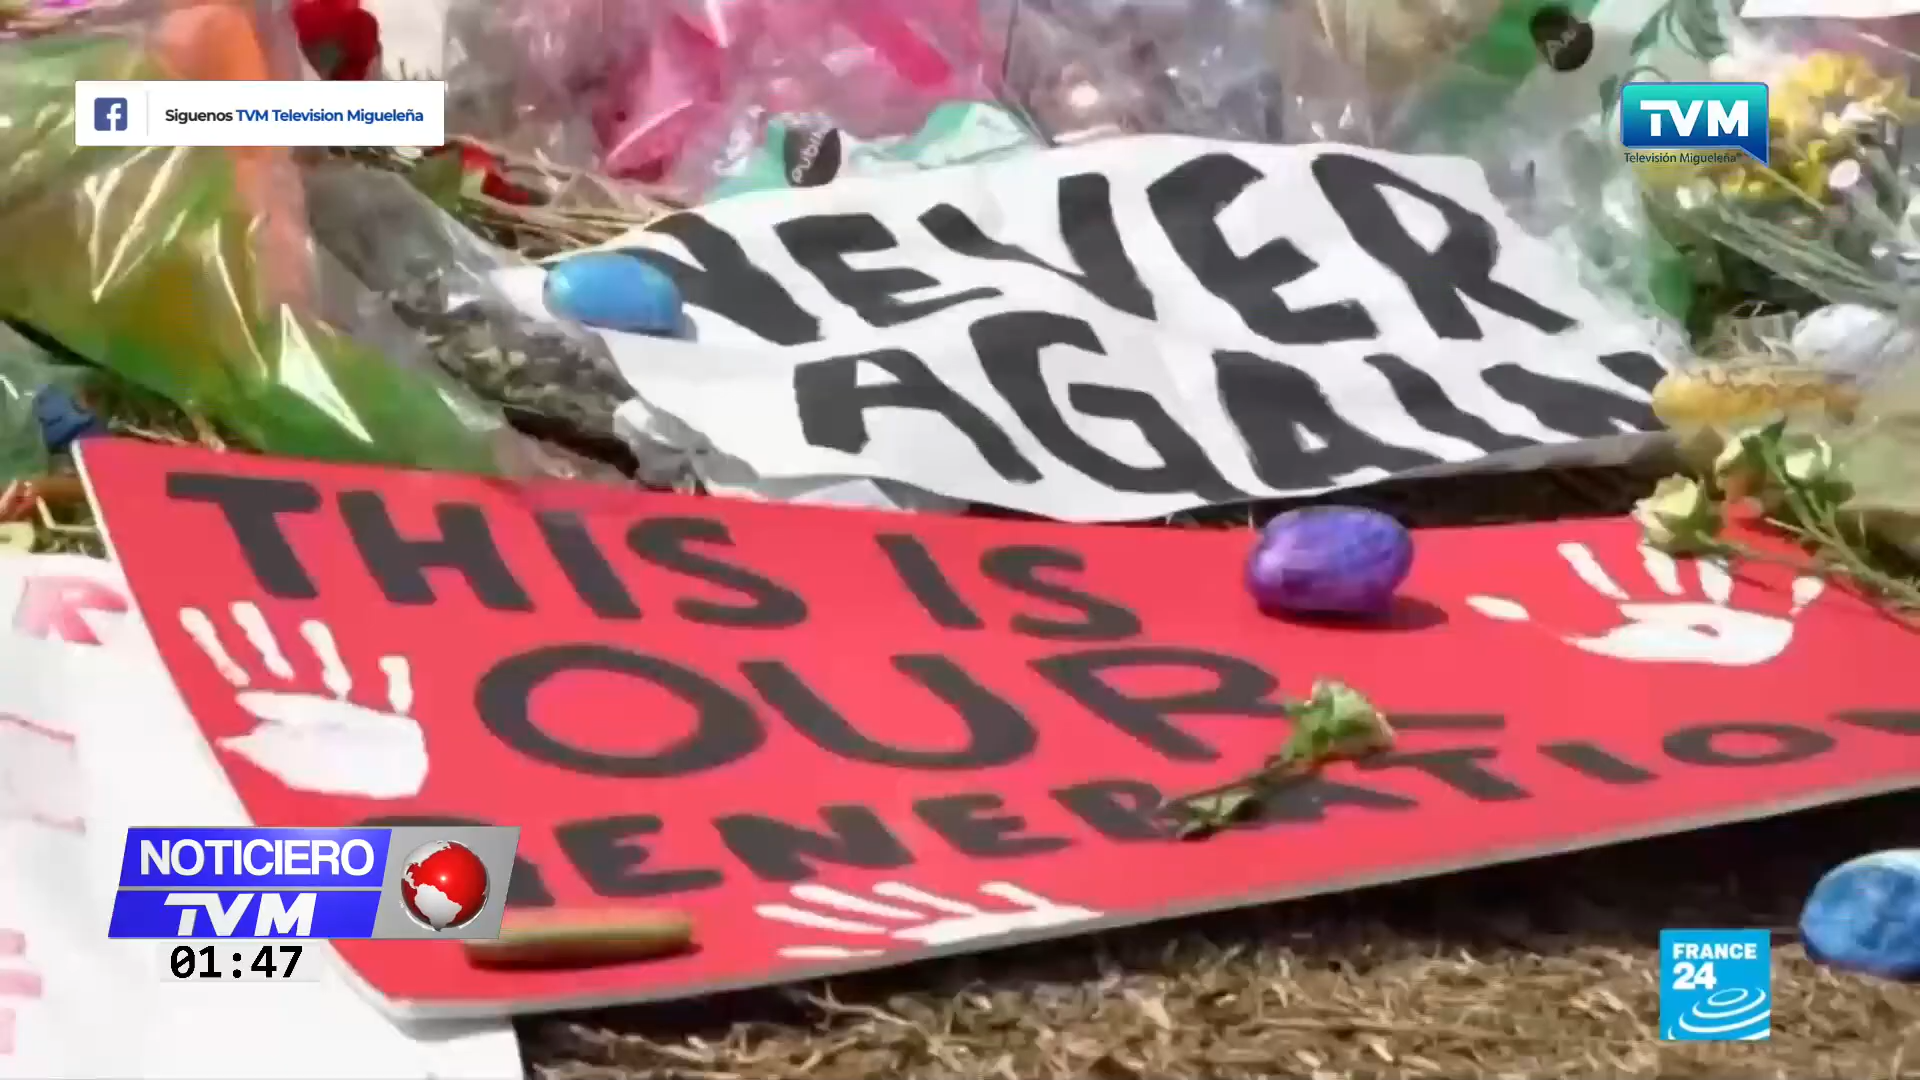 Siguenos TVM Television Migueleña
TVM
Televisión Migueleña
Publix
NEVER
AGAIN
THIS IS
OUR
GENERATION
NOTICIERO
TVM
01:47
FRANCE
24